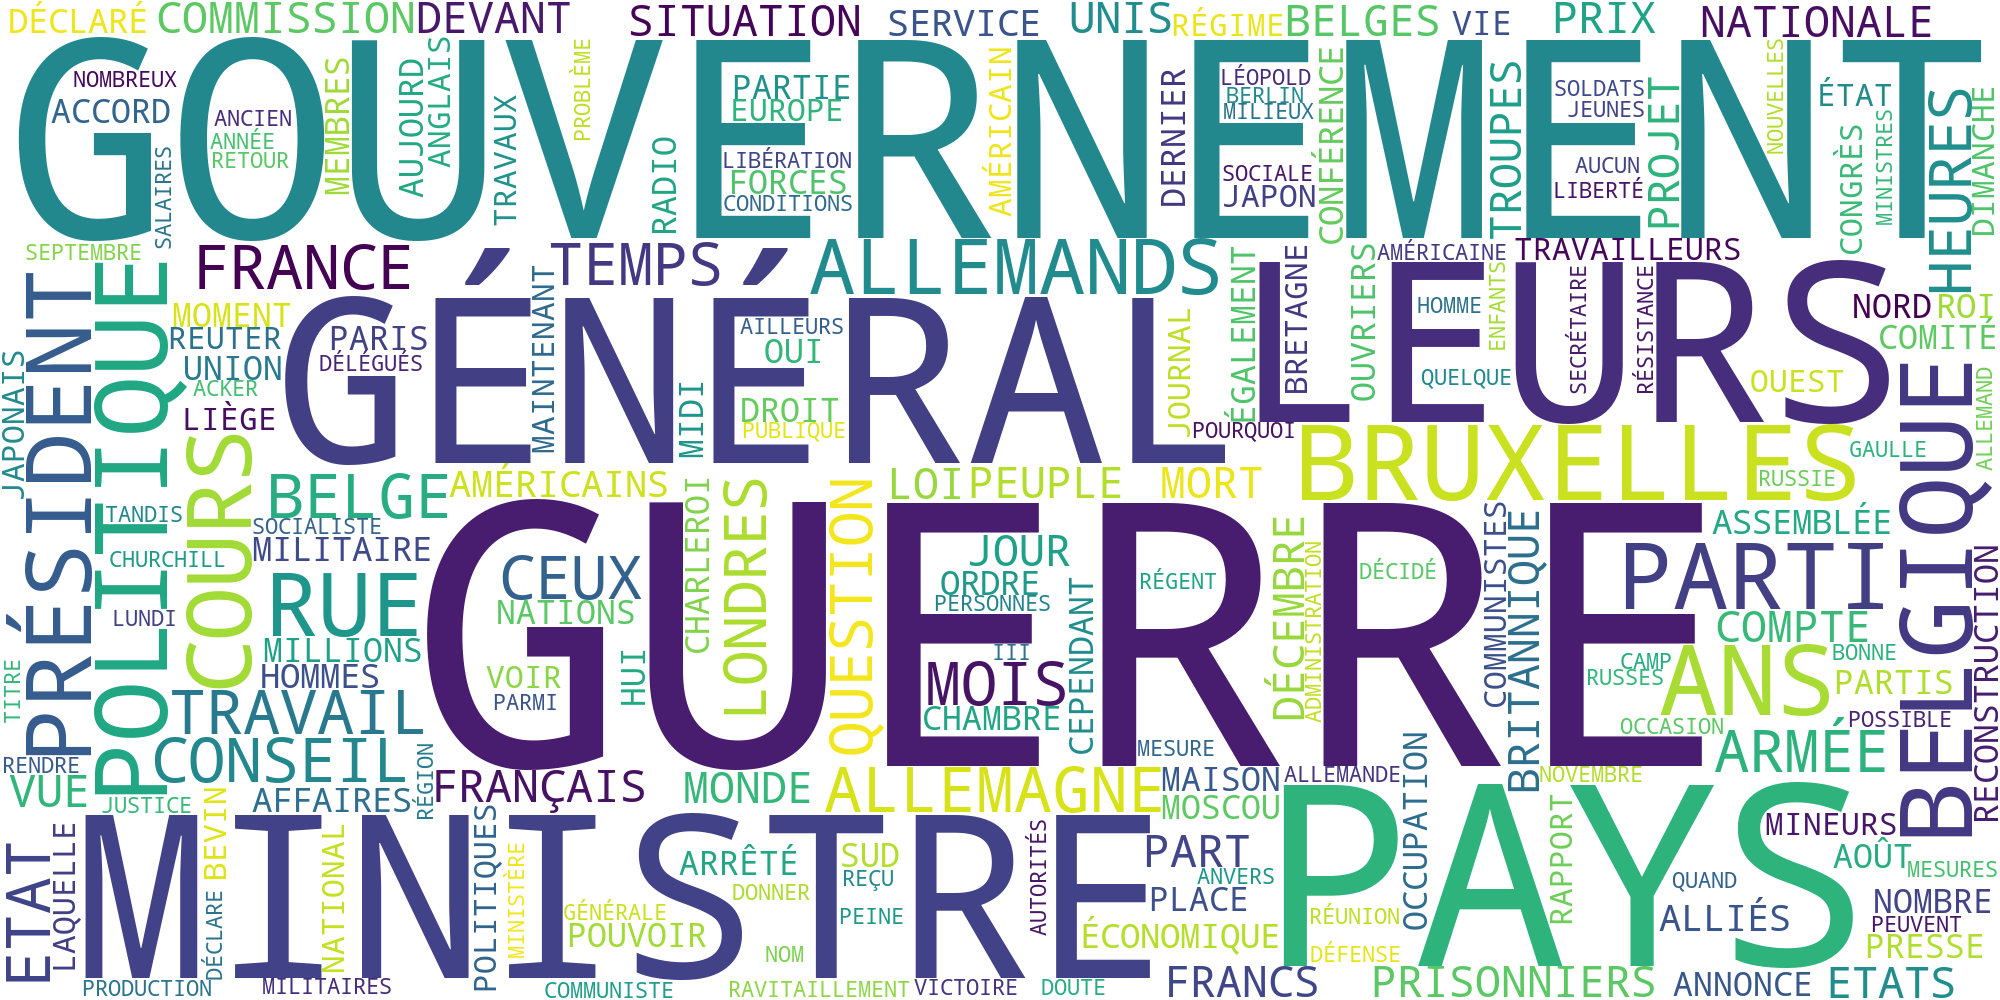 DÉCLARÉ
COMMISSION
DEVANT
SITUATION
SERVICE
UNIS
RÉGIME
BELGES
VIE
PRIX
NATIONALE
GOUVERNEMENT
NOMBREUX
ACCORD
ANCIEN
ANNÉE
RETOUR
SALAIRES
MEMBRES
AUJOURD
ANGLAIS
TRAVAUX
PROBLÈME
RADIO
PARTIE
EUROPE
LIBÉRATION
FORCES
CONDITIONS
AMÉRICAIN
DERNIER
LÉOPOLD
BERLIN
MILIEUX
SOCIALE
JAPON
CONFÉRENCE
TROUPES
SOLDATS
JEUNES
AUCUN
LIBERTÉ
PROJET
NOUVELLES
ÉTAT
CONGRÈS
MINISTRES
HEURES
DIMANCHE
SEPTEMBRE
FRANCE
TEMPS
ALLEMANDS
ÉGALEMENT
BRETAGNE
OUVRIERS
AMÉRICAINE
TRAVAILLEURS
PRÉSIDENT
POLITIQUE
MOMENT
REUTER
UNION
ACKER
LIÈGE
JAPONAIS
GÉNÉRAL
PARIS
DÉLÉGUÉS
MAINTENANT
MIDI
AILLEURS
OUI
DROIT
PUBLIQUE
JOURNAL
POURQUOI
LEURS
HOMME
QUELQUE
ENFANTS
SECRÉTAIRE
RÉSISTANCE
OUEST
NORD
ROI
COMITÉ
ALLEMAND
BELGIQUE
COURS
BELGE
AMÉRICAINS
LOI
PEUPLE
MORT
BRUXELLES
GAULLE
RUSSIE
TANDIS
CHURCHILL
LUNDI
SOCIALISTE
MILITAIRE
RUE
MILLIONS
HOMMES
TRAVAIL
CONSEIL
GUERRE
CEUX
NATIONS
VOIR
PARMI
HUI
CHARLEROI
LONDRES
QUESTION
JOUR
ORDRE
PERSONNES
III
MOIS
CHAMBRE
CEPENDANT
RÉGENT
MESURE
DÉCEMBRE
ADMINISTRATION
DÉCIDÉ
COMMUNISTES
BRITANNIQUE
ASSEMBLÉE
PARTI
COMPTE
CAMP
RUSSES
ANS
BONNE
PARTIS
OCCASION
POSSIBLE
ARMÉE
RECONSTRUCTION
TITRE
RENDRE
VUE
JUSTICE
AFFAIRES
RÉGION
FRANÇAIS
MONDE
ALLEMAGNE
MAISON
MOSCOU
ALLEMANDE
OCCUPATION
NOVEMBRE
MINEURS
AOÛT
MESURES
ETAT
LAQUELLE
MINISTRE
BEVIN
DÉCLARE
NATIONAL
POLITIQUES
MINISTÈRE
GÉNÉRALE
POUVOIR
ARRÊTÉ
DONNER
NOM
SUD
REÇU
PEINE
AUTORITÉS
PART
ANVERS
PLACE
ÉCONOMIQUE
PAYS
RÉUNION
DÉFENSE
RAPPORT
QUAND
ALLIÉS
NOMBRE
PEUVENT
PRESSE
PRODUCTION
MILITAIRES
COMMUNISTE
RAVITAILLEMENT
VICTOIRE
DOUTE
FRANCS
PRISONNIERS
ANNONCE
ETATS